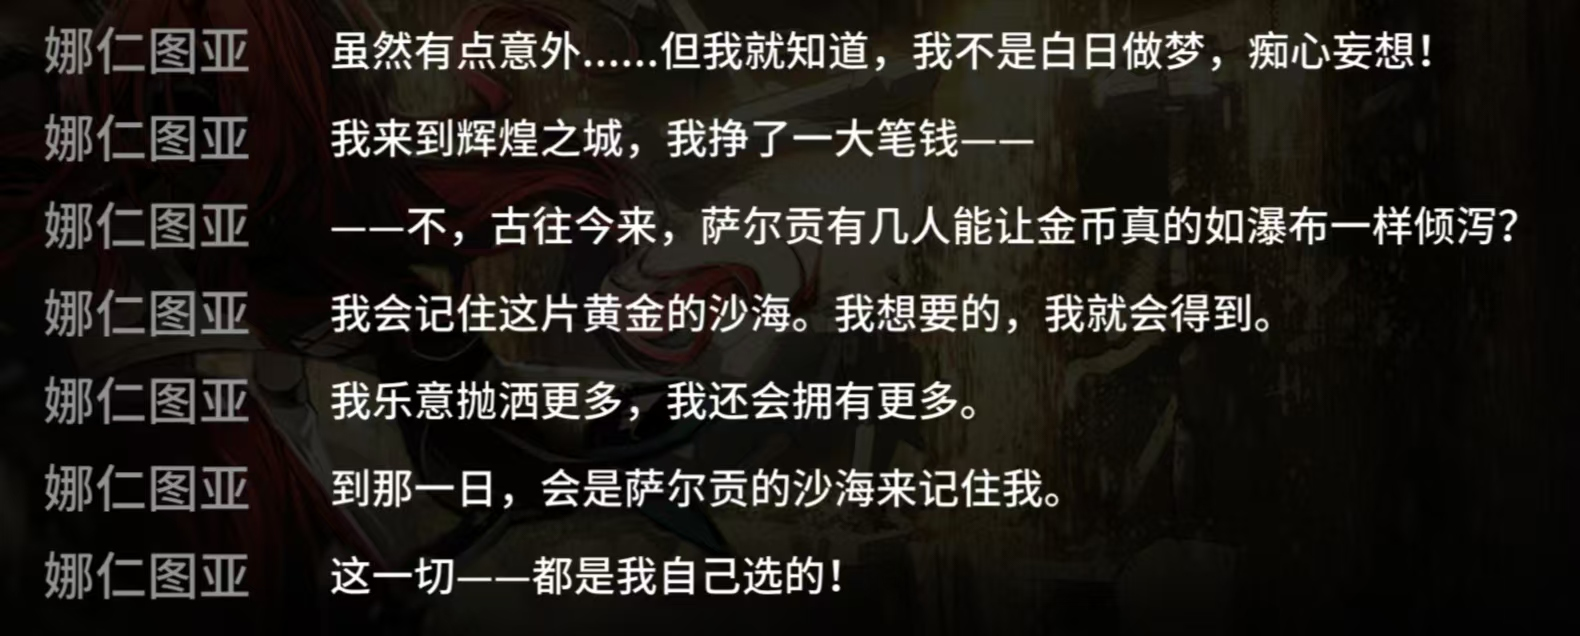 娜仁图亚 虽然有点意外……但我就知道，我不是白日做梦，痴心妄想！
娜仁图亚 我来到辉煌之城，我挣了一大笔钱——
娜仁图亚 ——不，古往今来，萨尔贡有几人能让金币真的如瀑布一样倾泻？
娜仁图亚 我会记住这片黄金的沙海。我想要的，我就会得到。
娜仁图亚 我乐意抛洒更多，我还会拥有更多。
娜仁图亚 到那一日，会是萨尔贡的沙海来记住我。
娜仁图亚 这一切——都是我自己选的！